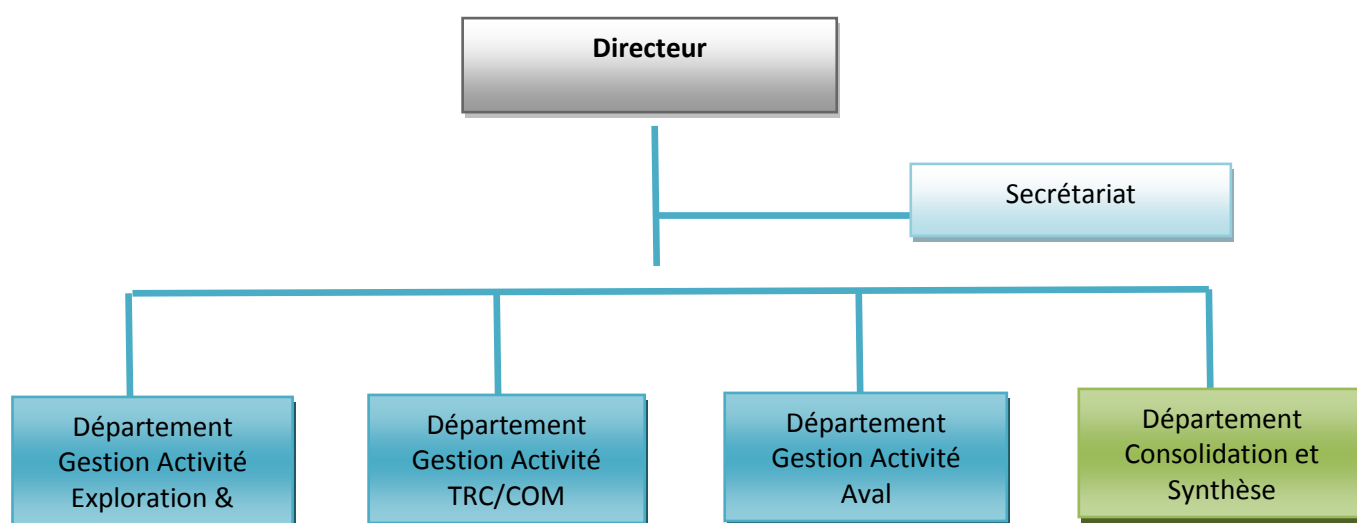 Directeur
Secrétariat
Département
Gestion Activité
Exploration &
Département
Gestion Activité
TRC/COM
Département
Gestion Activité
Aval
Département
Consolidation et
Synthèse